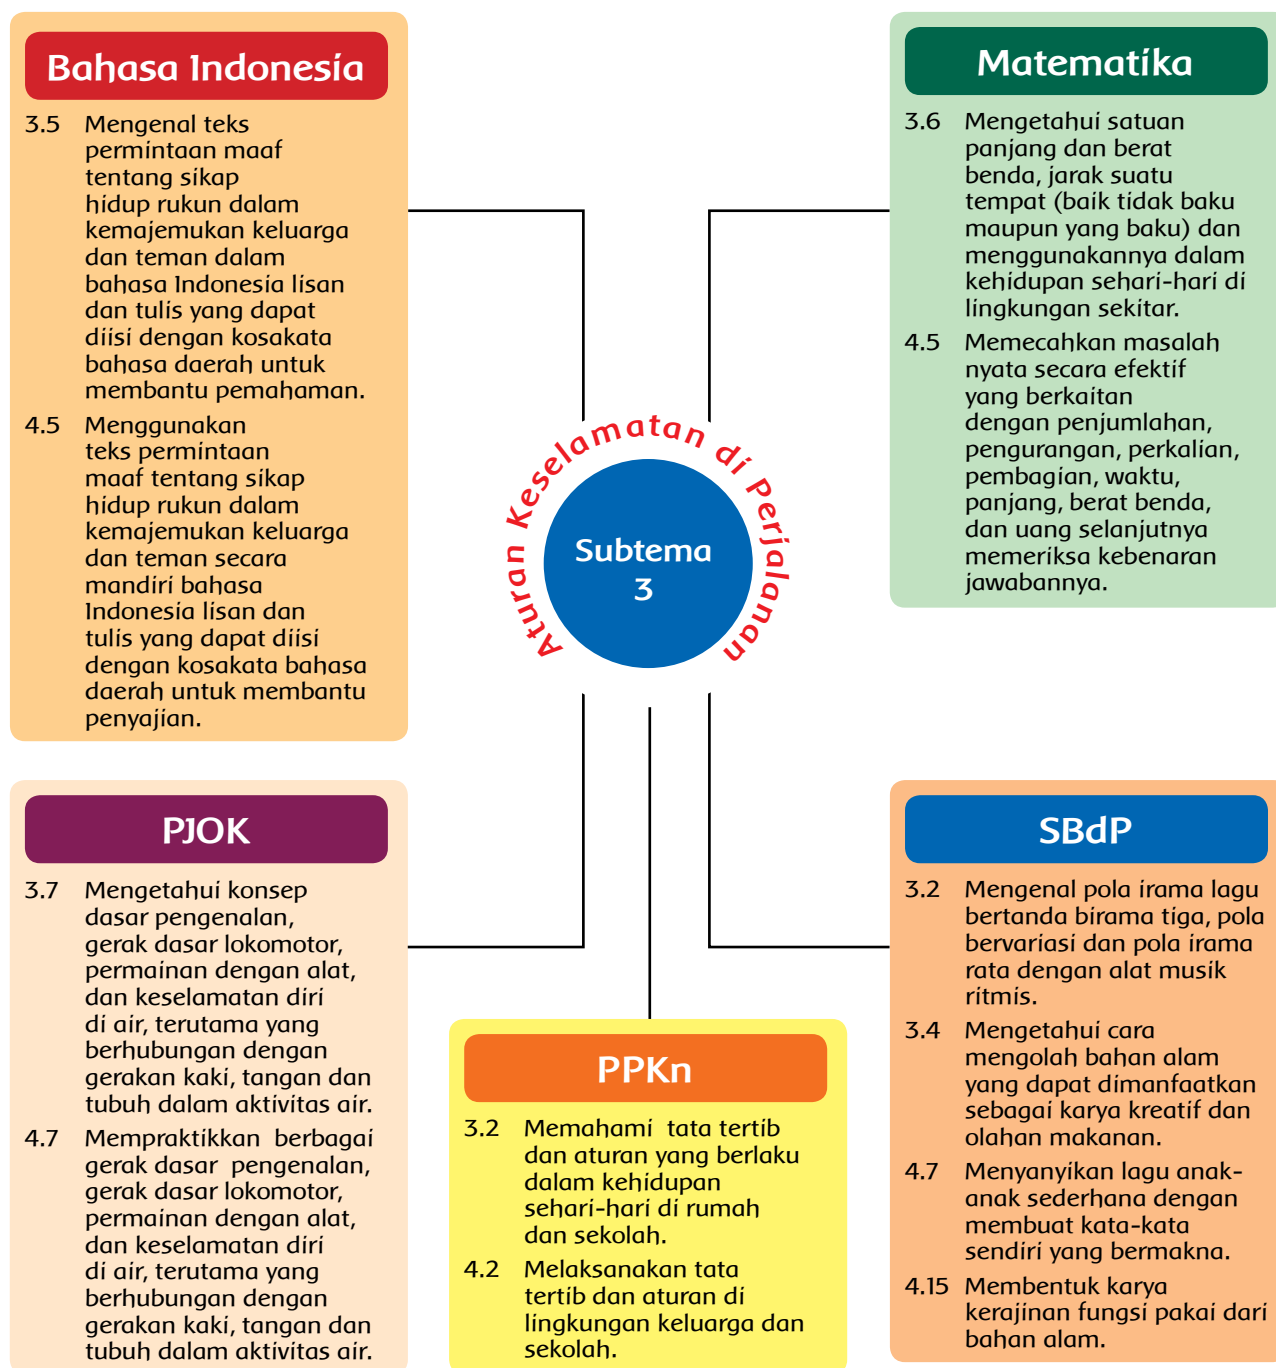 Bahasa Indonesia
3.5 Mengenal teks
permintaan maaf
tentang sikap
hidup rukun dalam
kemajemukan keluarga
dan teman dalam
bahasa Indonesia lisan
dan tulis yang dapat
diisi dengan kosakata
bahasa daerah untuk
membantu pemahaman.
4.5 Menggunakan
teks permintaan
maaf tentang sikap
hidup rukun dalam
kemajemukan keluarga
dan teman secara
mandiri bahasa
Indonesia lisan dan
tulis yang dapat diisi
dengan kosakata bahasa
daerah untuk membantu
penyajian.
Matematika
3.6 Mengetahui satuan
panjang dan berat
benda, jarak suatu
tempat (baik tidak baku
maupun yang baku) dan
menggunakannya dalam
kehidupan sehari-hari di
lingkungan sekitar.
4.5 Memecahkan masalah
nyata secara efektif
yang berkaitan
dengan penjumlahan,
pengurangan, perkalian,
pembagian, waktu,
panjang, berat benda,
dan uang selanjutnya
memeriksa kebenaran
jawabannya.
Aturan Keselamatan di Perjalanan
Subtema
3
PJOK
3.7 Mengetahui konsep
dasar pengenalan,
gerak dasar lokomotor,
permainan dengan alat,
dan keselamatan diri
di air, terutama yang
berhubungan dengan
gerakan kaki, tangan dan
tubuh dalam aktivitas air.
4.7 Mempraktikkan berbagai
gerak dasar pengenalan,
gerak dasar lokomotor,
permainan dengan alat,
dan keselamatan diri
di air, terutama yang
berhubungan dengan
gerakan kaki, tangan dan
tubuh dalam aktivitas air.
PPKn
3.2 Memahami tata tertib
dan aturan yang berlaku
dalam kehidupan
sehari-hari di rumah
dan sekolah.
4.2 Melaksanakan tata
tertib dan aturan di
lingkungan keluarga dan
sekolah.
SBdP
3.2 Mengenal pola irama lagu
bertanda birama tiga, pola
bervariasi dan pola irama
rata dengan alat musik
ritmis.
3.4 Mengetahui cara
mengolah bahan alam
yang dapat dimanfaatkan
sebagai karya kreatif dan
olahan makanan.
4.7 Menyanyikan lagu anak-
anak sederhana dengan
membuat kata-kata
sendiri yang bermakna.
4.15 Membentuk karya
kerajinan fungsi pakai dari
bahan alam.